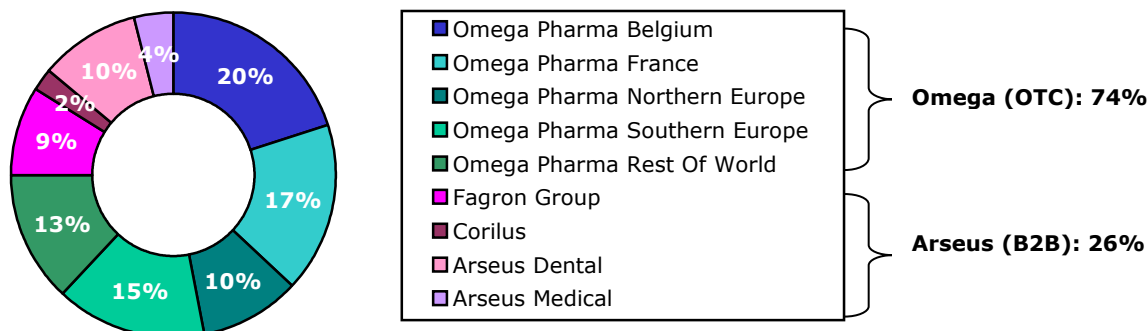 20%
17%
10%
15%
13%
9%
2%
10%
4%
Omega Pharma Belgium
Omega Pharma France
Omega Pharma Northern Europe
Omega Pharma Southern Europe
Omega Pharma Rest Of World
Fagron Group
Corilus
Arseus Dental
Arseus Medical
Omega (OTC): 74%
Arseus (B2B): 26%